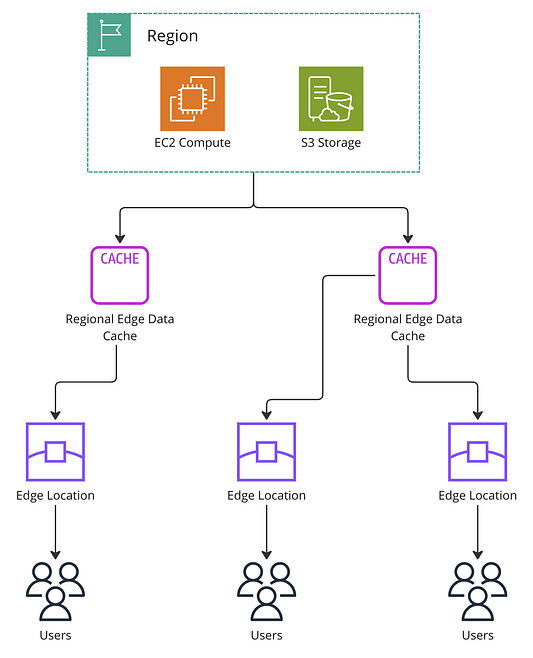 Region
EC2 Compute
S3 Storage
CACHE
CACHE
Regional Edge Data
Cache
Regional Edge Data
Cache
Edge Location
Edge Location
Edge Location
Users
Users
Users